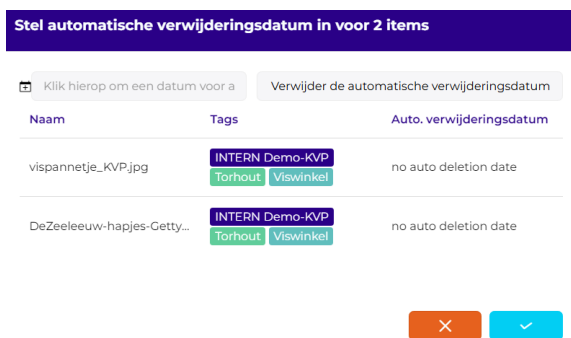 Stel automatische verwijderingsdatum in voor 2 items
Klik hierop om een datum voor a
Verwijder de automatische verwijderingsdatum
Naam Tags Auto. verwijderingsdatum
vispannetje_KVP.jpg INTERN Demo-KVP no auto deletion date
Torhout Viswinkel
DeZeeleeuw-hapjes-Getty... INTERN Demo-KVP no auto deletion date
Torhout Viswinkel